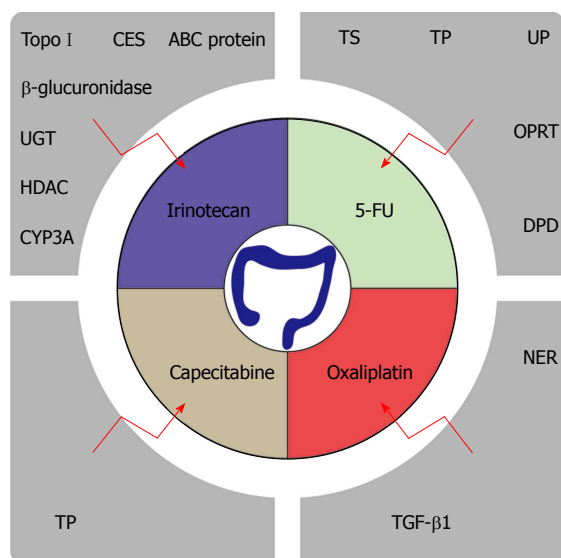 Topo I CES ABC protein
β-glucuronidase
UGT
HDAC
CYP3A
TS TP UP
OPRT
DPD
Irinotecan
5-FU
Capecitabine
Oxaliplatin
TP
NER
TGF-β1